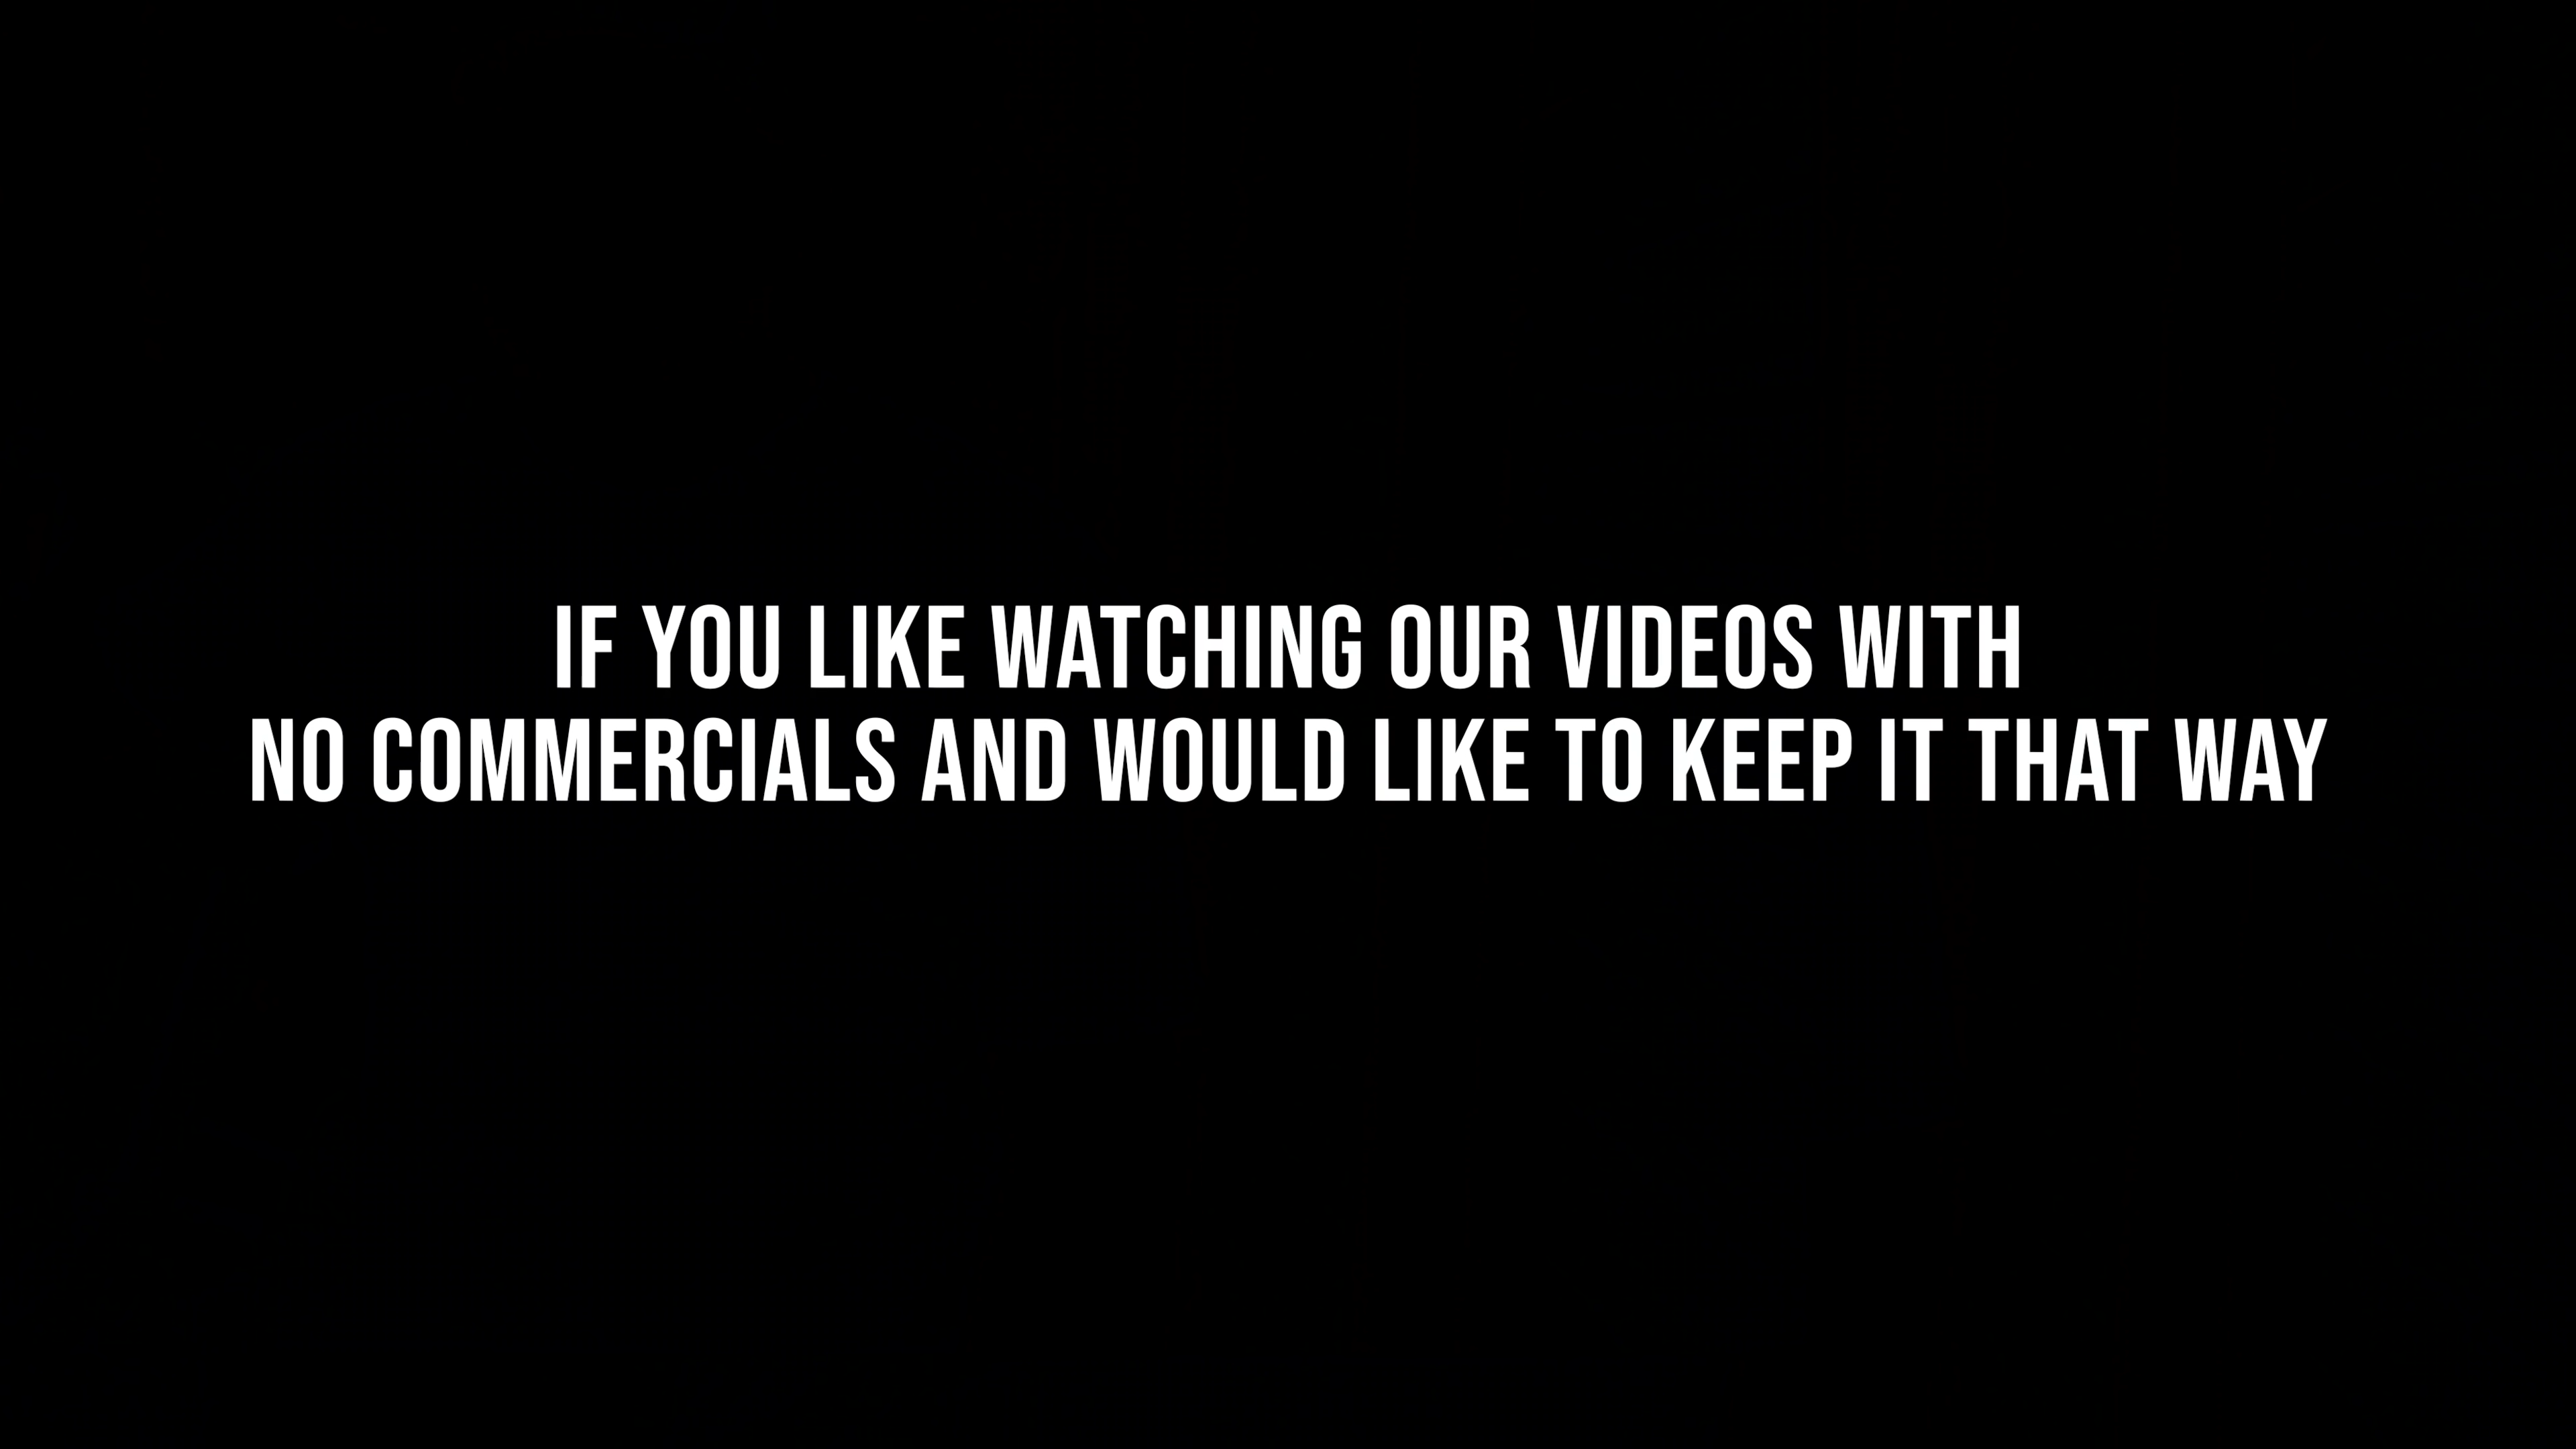 IF YOU LIKE WATCHING OUR VIDEOS WITH
NO COMMERCIALS AND WOULD LIKE TO KEEP IT THAT WAY